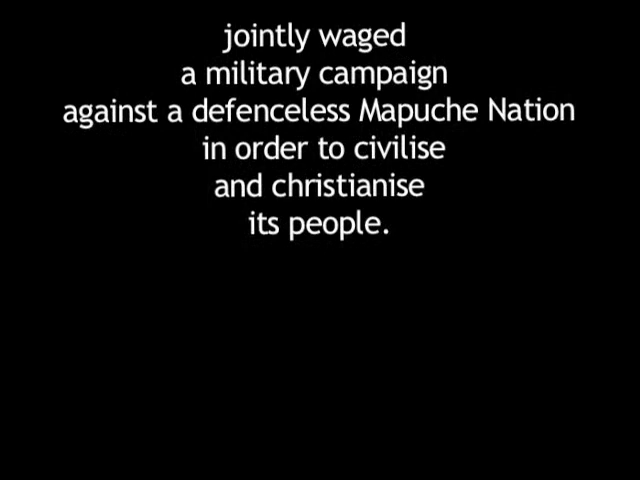 jointly waged
a military campaign
against a defenceless Mapuche Nation
in order to civilise
and christianise
its people.